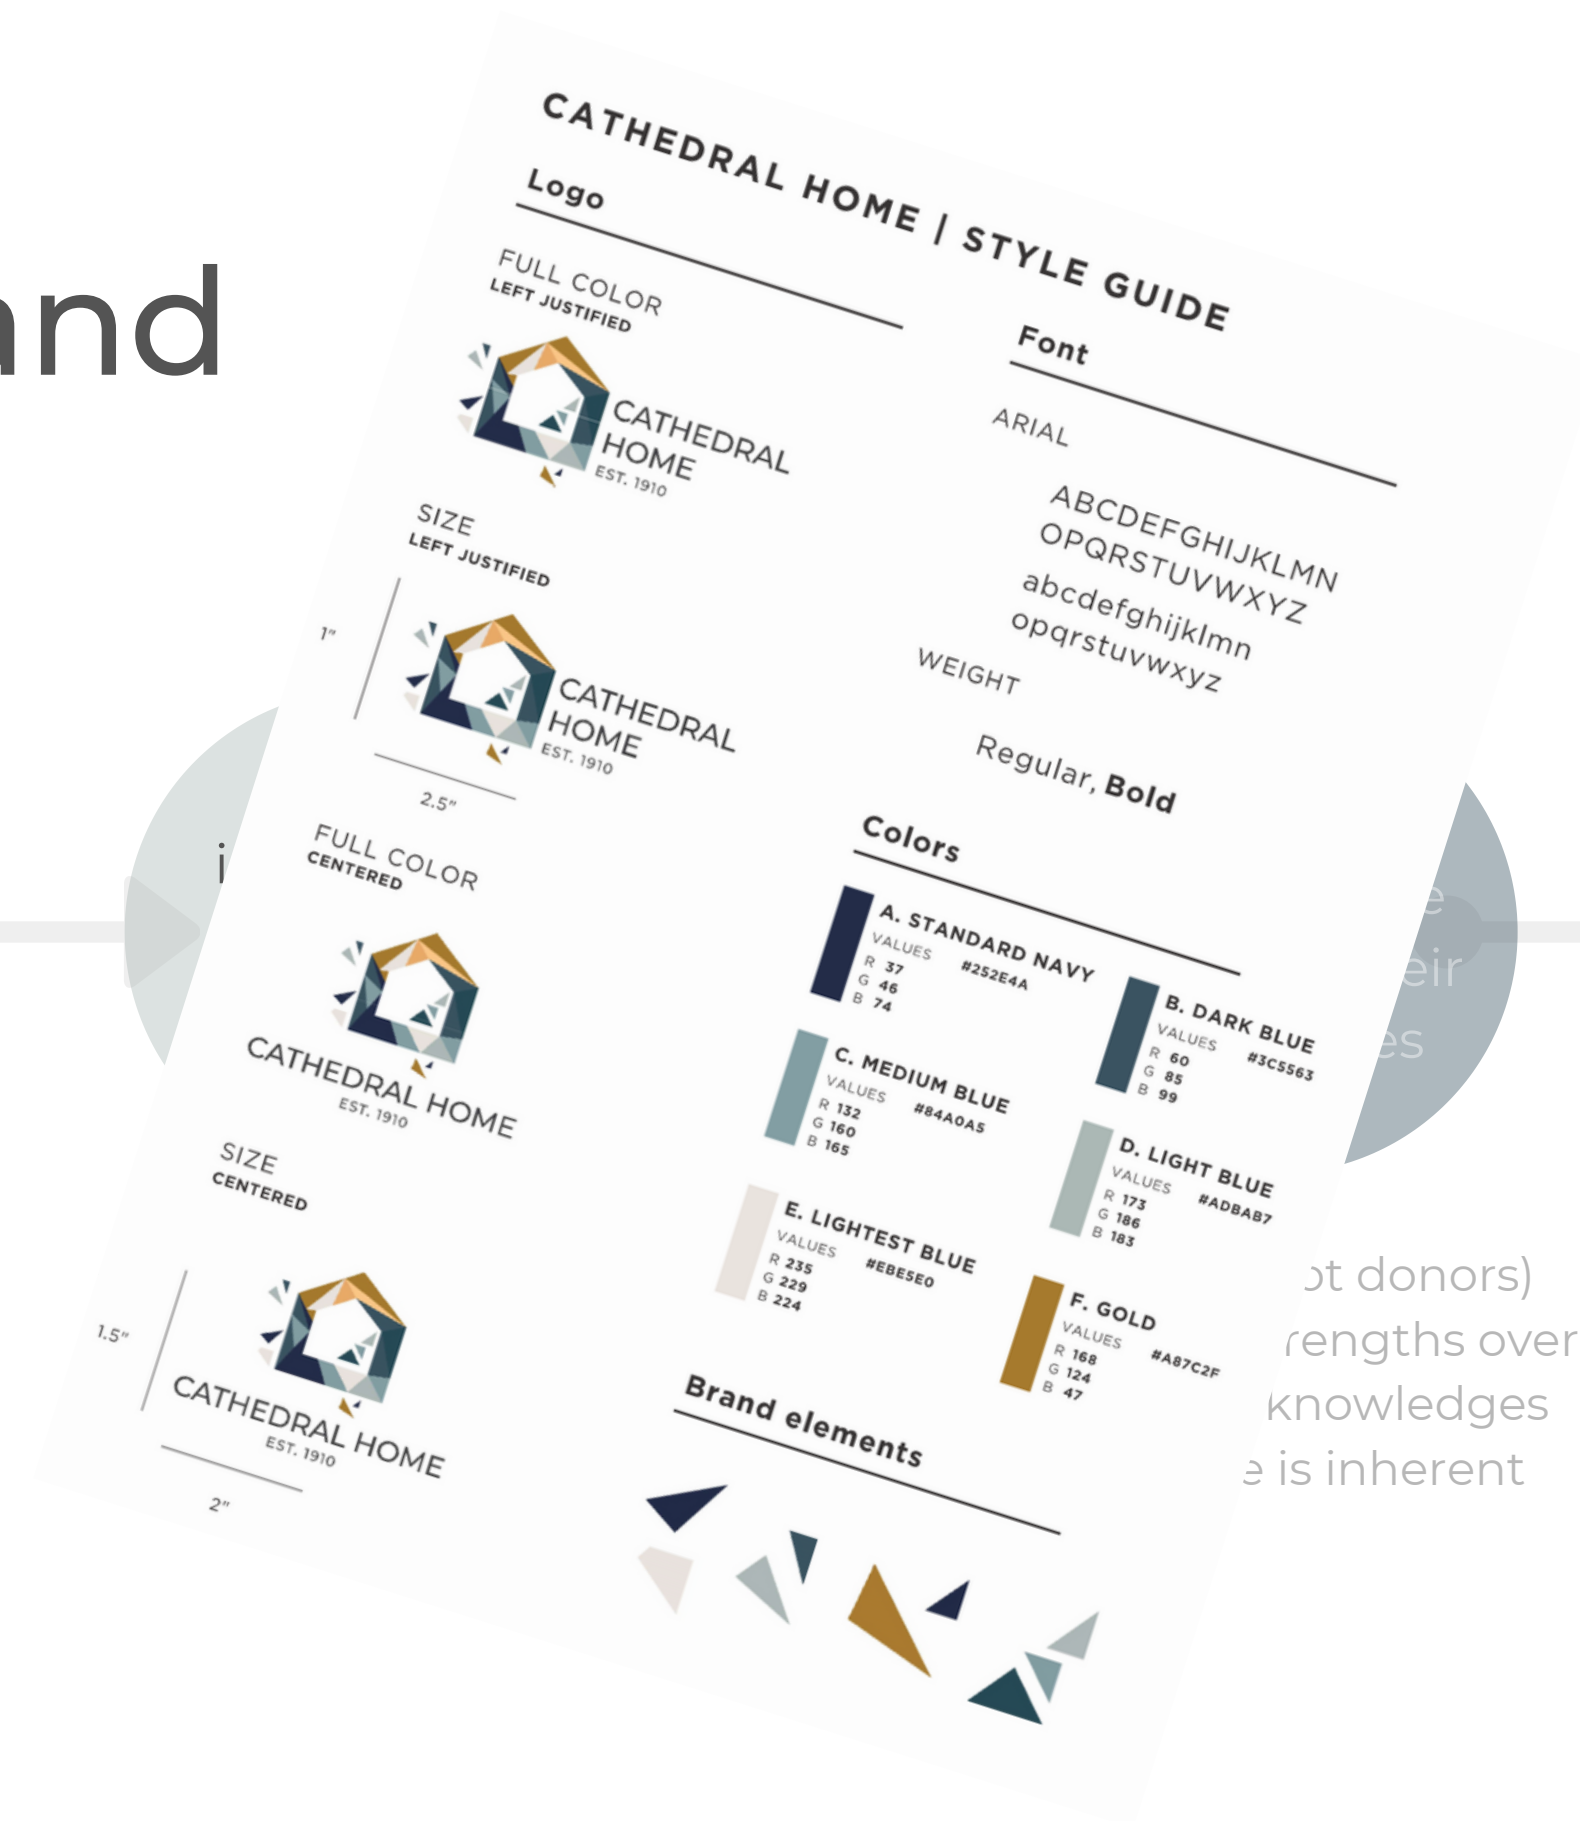 and
CATHEDRAL HOME | STYLE GUIDE
Logo
FULL COLOR
LEFT JUSTIFIED
CATHEDRAL
HOME
EST. 1910
SIZE
LEFT JUSTIFIED
1"
CATHEDRAL
HOME
EST. 1910
2.5"
FULL COLOR
CENTERED
CATHEDRAL HOME
EST. 1910
SIZE
CENTERED
1.5"
CATHEDRAL HOME
EST. 1910
2"
Font
ARIAL
ABCDEFGHIJKLMN
OPQRSTUVWXYZ
abcdefghijklmn
opqrstuvwxyz
WEIGHT
Regular, Bold
Colors
A. STANDARD NAVY
VALUES #252E4A
R 37
G 46
B 74
B. DARK BLUE
VALUES #3C5563
R 60
G 85
B 99
C. MEDIUM BLUE
VALUES #84A0A5
R 132
G 160
B 165
D. LIGHT BLUE
VALUES #ADBAB7
R 173
G 186
B 183
E. LIGHTEST BLUE
VALUES #EBE5E0
R 235
G 229
B 224
F. GOLD
VALUES #A87C2F
R 168
G 124
B 47
Brand elements
donors)
over
is inherent